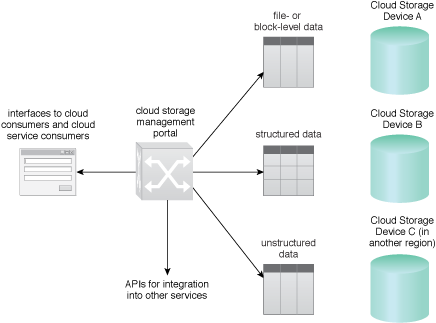 file- or
block-level data
Cloud Storage
Device A
interfaces to cloud
consumers and cloud
service consumers
cloud storage
management
portal
structured data
Cloud Storage
Device B
unstructured
data
Cloud Storage
Device C (in
another region)
APIs for integration
into other services